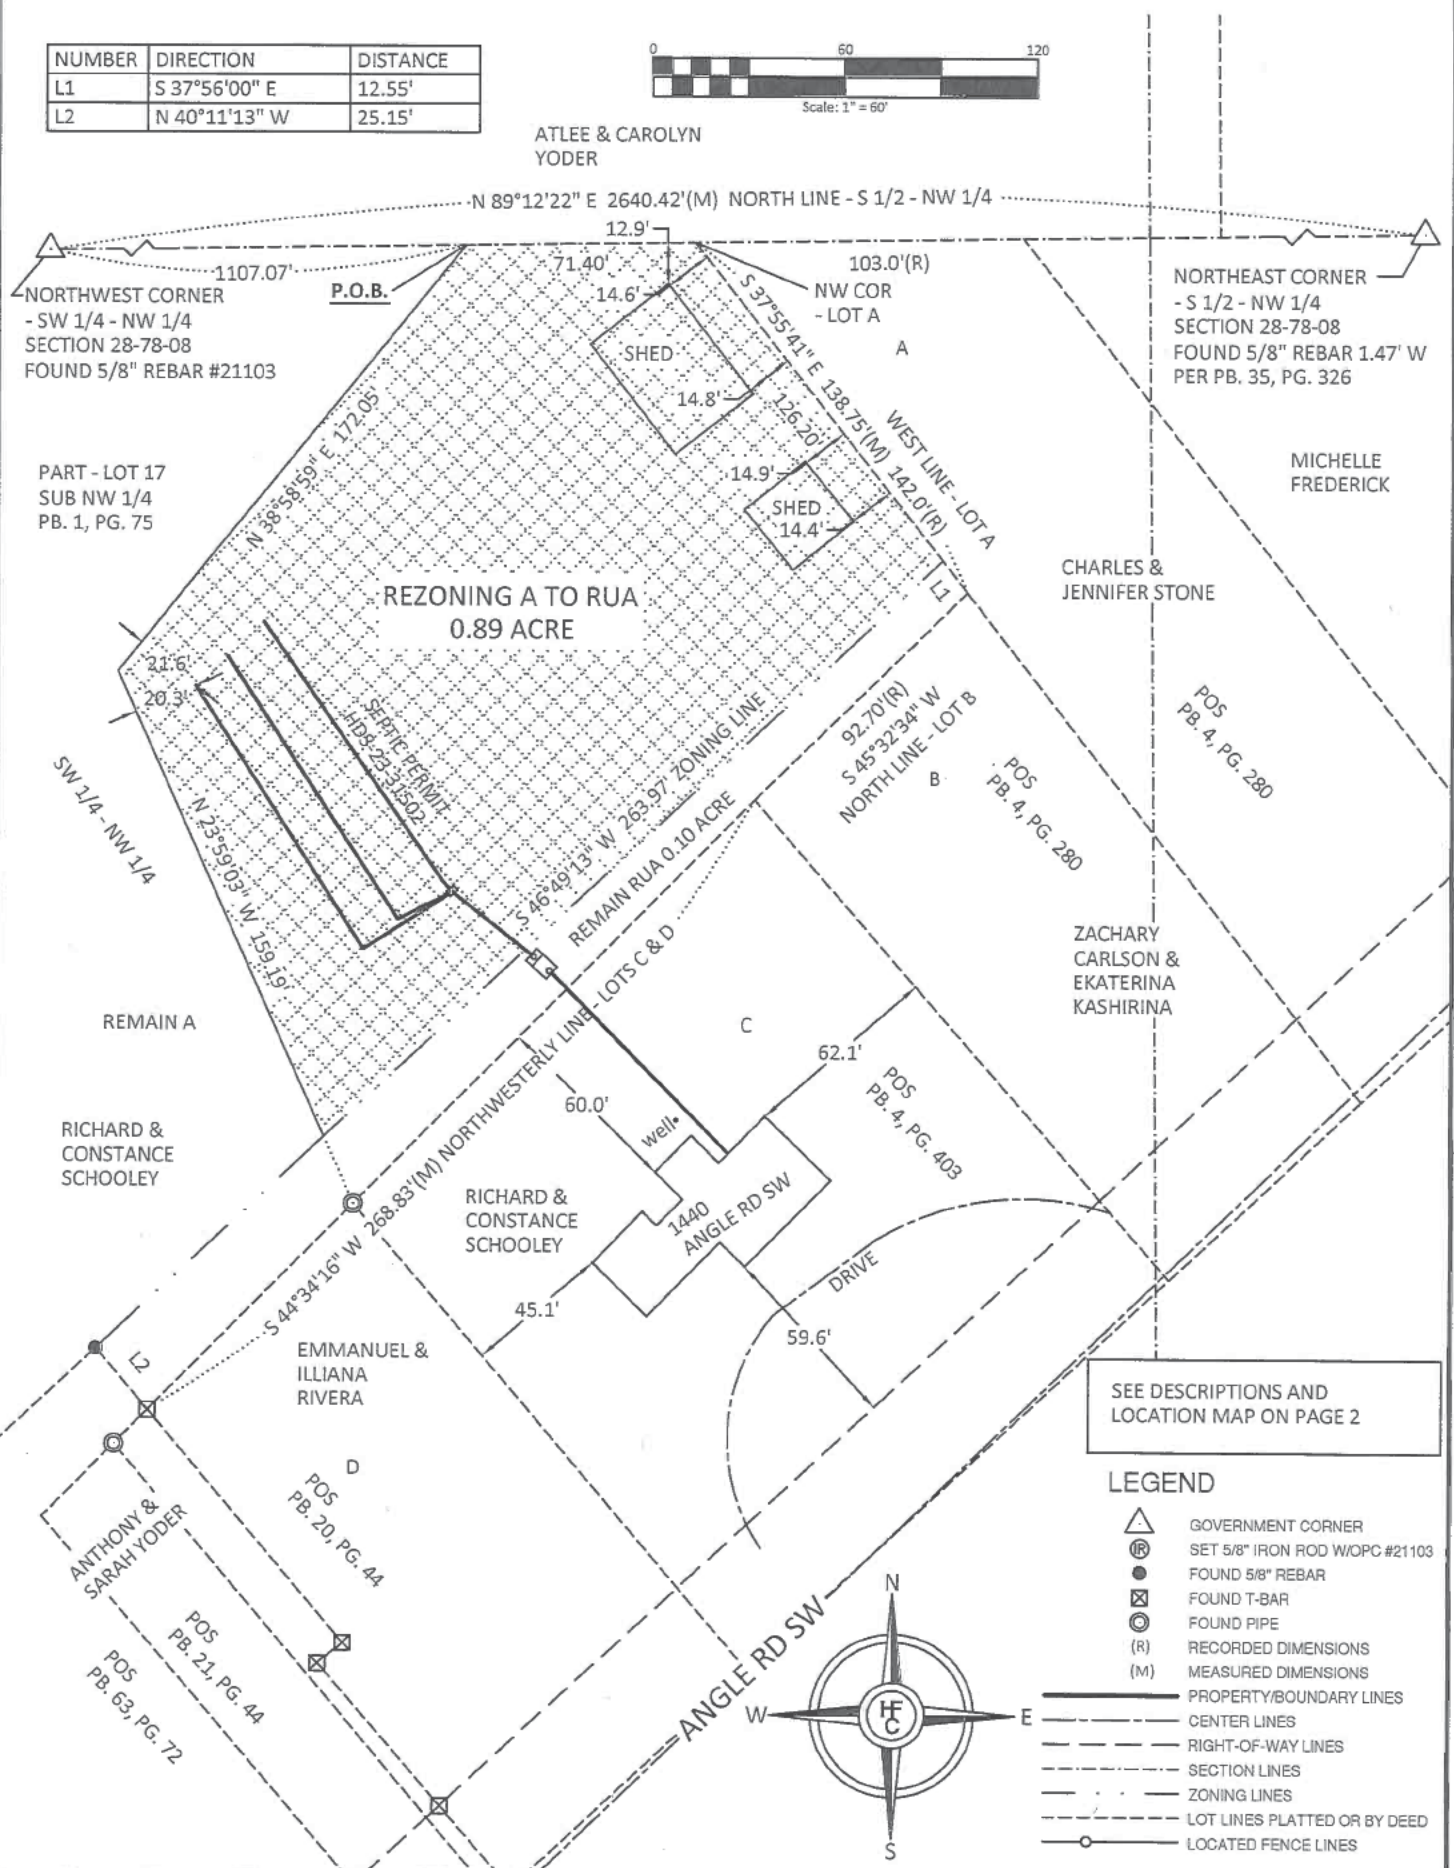 NUMBER DIRECTION DISTANCE
L1 S 37°56'00" E 12.55'
L2 N 40°11'13" W 25.15'
0 60 120
Scale: 1" = 60'
ATLEE & CAROLYN
YODER
N 89°12'22" E 2640.42'(M) NORTH LINE - S 1/2 - NW 1/4
12.9'
1107.07'
P.O.B.
71.40'
103.0'(R)
NORTHWEST CORNER
- SW 1/4 - NW 1/4
SECTION 28-78-08
FOUND 5/8" REBAR #21103
14.6'
NW COR
- LOT A
NORTHEAST CORNER
- S 1/2 - NW 1/4
SECTION 28-78-08
FOUND 5/8" REBAR 1.47' W
PER PB. 35, PG. 326
SHED
14.8'
A
S 37°55'41" E 138.75'(M) 142.0'(R)
126.20'
WEST LINE - LOT A
N 38°58'59" E 172.05'
PART - LOT 17
SUB NW 1/4
PB. 1, PG. 75
14.9'
SHED
14.4'
MICHELLE
FREDERICK
CHARLES &
JENNIFER STONE
L1
REZONING A TO RUA
0.89 ACRE
21.6'
20.3'
SEPTIC PERMIT
HDS-23-31502
S 46°49'13" W 263.97' ZONING LINE
REMAIN RUA 0.10 ACRE
92.70'(R)
S 45°32'34" W
NORTH LINE - LOT B
B
POS
PB. 4, PG. 280
POS
PB. 4, PG. 280
SW 1/4 - NW 1/4
N 23°59'03" W 159.19'
ZACHARY
CARLSON &
EKATERINA
KASHIRINA
REMAIN A
C
62.1'
POS
PB. 4, PG. 403
60.0'
well
RICHARD &
CONSTANCE
SCHOOLEY
S 44°34'16" W 268.83'(M) NORTHWESTERLY LINE - LOTS C & D
RICHARD &
CONSTANCE
SCHOOLEY
1440
ANGLE RD SW
DRIVE
45.1'
59.6'
L2
EMMANUEL &
ILLIANA
RIVERA
D
POS
PB. 20, PG. 44
ANTHONY &
SARAH YODER
POS
PB. 21, PG. 44
POS
PB. 63, PG. 72
ANGLE RD SW
SEE DESCRIPTIONS AND
LOCATION MAP ON PAGE 2
N
W
E
S
HF
C
LEGEND
GOVERNMENT CORNER
IR SET 5/8" IRON ROD W/OPC #21103
FOUND 5/8" REBAR
FOUND T-BAR
FOUND PIPE
(R) RECORDED DIMENSIONS
(M) MEASURED DIMENSIONS
PROPERTY/BOUNDARY LINES
CENTER LINES
RIGHT-OF-WAY LINES
SECTION LINES
ZONING LINES
LOT LINES PLATTED OR BY DEED
LOCATED FENCE LINES